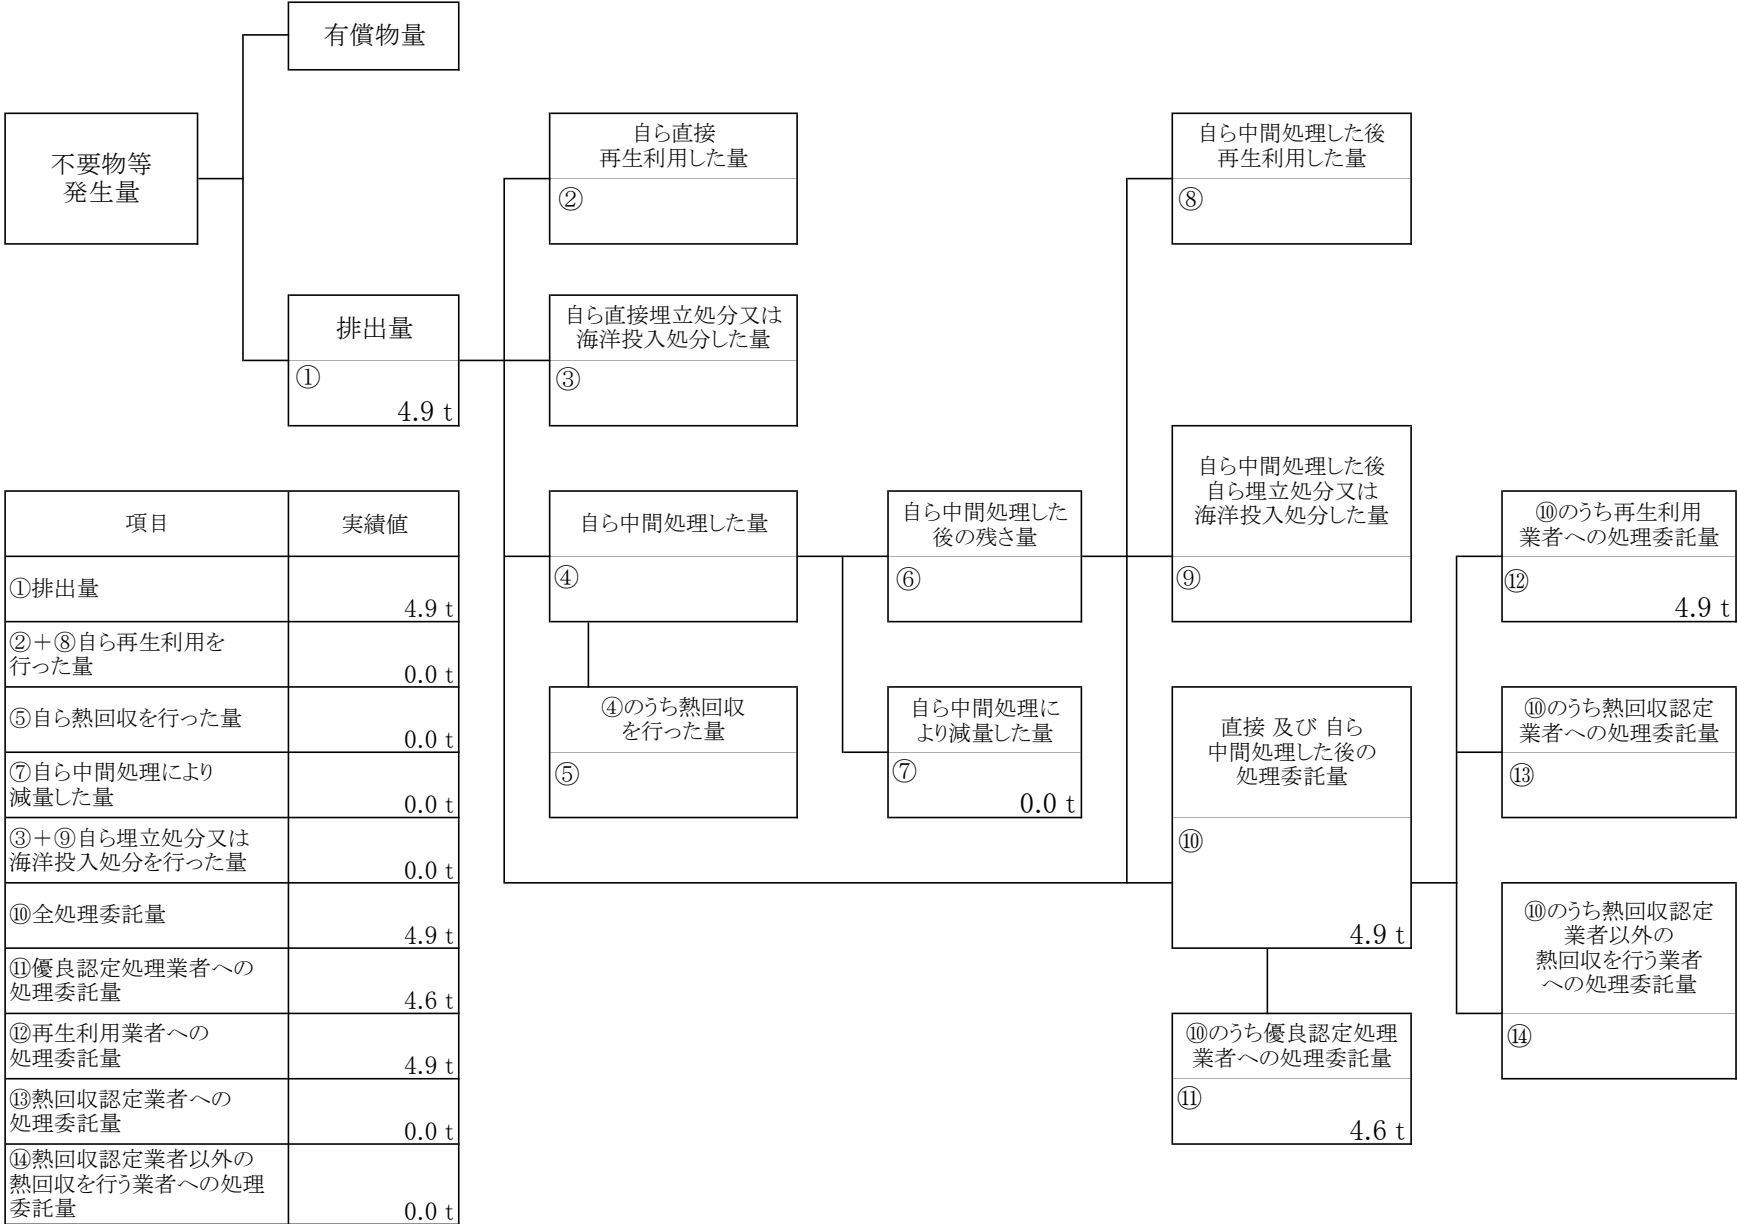 有償物量
不要物等
発生量
自ら直接
再生利用した量
②
自ら中間処理した後
再生利用した量
⑧
排出量
①
4.9 t
自ら直接埋立処分又は
海洋投入処分した量
③
自ら中間処理した量
④
自ら中間処理した
後の残さ量
⑥
自ら中間処理した後
自ら埋立処分又は
海洋投入処分した量
⑨
⑩のうち再生利用
業者への処理委託量
⑫
4.9 t
④のうち熱回収
を行った量
⑤
自ら中間処理に
より減量した量
⑦
0.0 t
直接 及び 自ら
中間処理した後の
処理委託量
⑩
4.9 t
⑩のうち熱回収認定
業者への処理委託量
⑬
⑩のうち熱回収認定
業者以外の
熱回収を行う業者
への処理委託量
⑭
⑩のうち優良認定処理
業者への処理委託量
⑪
4.6 t
項目 実績値
①排出量
4.9 t
②＋⑧自ら再生利用を
行った量
0.0 t
⑤自ら熱回収を行った量
0.0 t
⑦自ら中間処理により
減量した量
0.0 t
③＋⑨自ら埋立処分又は
海洋投入処分を行った量
0.0 t
⑩全処理委託量
4.9 t
⑪優良認定処理業者への
処理委託量
4.6 t
⑫再生利用業者への
処理委託量
4.9 t
⑬熱回収認定業者への
処理委託量
0.0 t
⑭熱回収認定業者以外の
熱回収を行う業者への処理
委託量
0.0 t